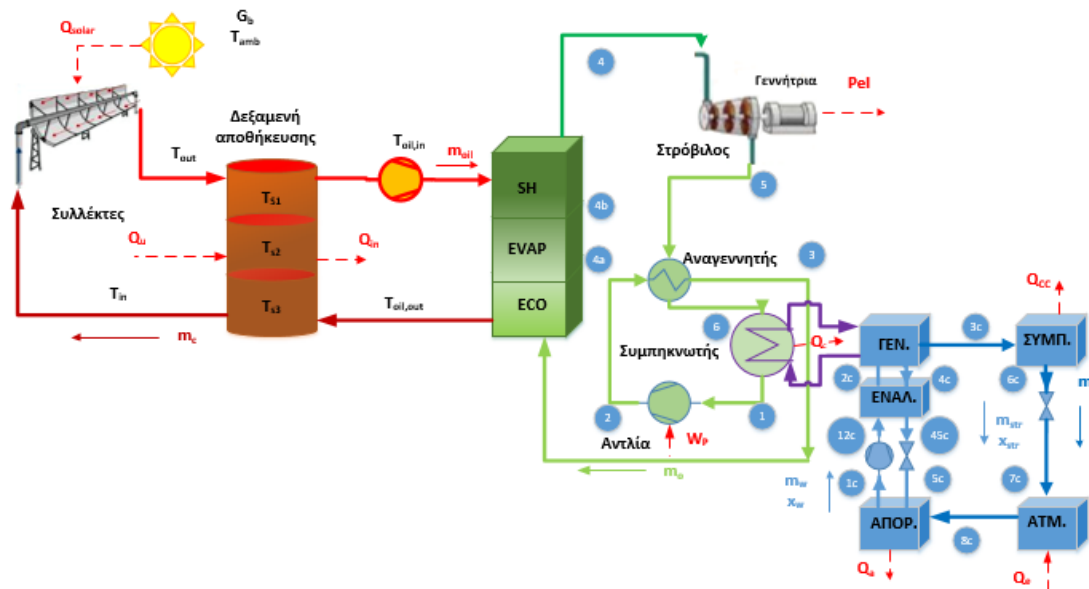 Q_solar
G_b
T_amb
Γεννήτρια
Pel
4
Στρόβιλος
Δεξαμενή
αποθήκευσης
T_oil,in
m_oil
T_out
SH
4b
EVAP
4a
ECO
5
T_s1
T_s2
T_s3
Συλλέκτες
Q_u
Q_in
T_in
T_oil,out
m_c
Αναγεννητής
3
6
Συμπηκνωτής
Q_c
2
1
Αντλία
W_P
m_o
Q_CC
ΓΕΝ.
3c
ΣΥΜΠ.
2c
4c
6c
ΕΝΑΛ.
m
12c
45c
m_str
x_str
m_w
x_w
1c
5c
7c
ΑΠΟΡ.
ΑΤΜ.
8c
Q_a
Q_e